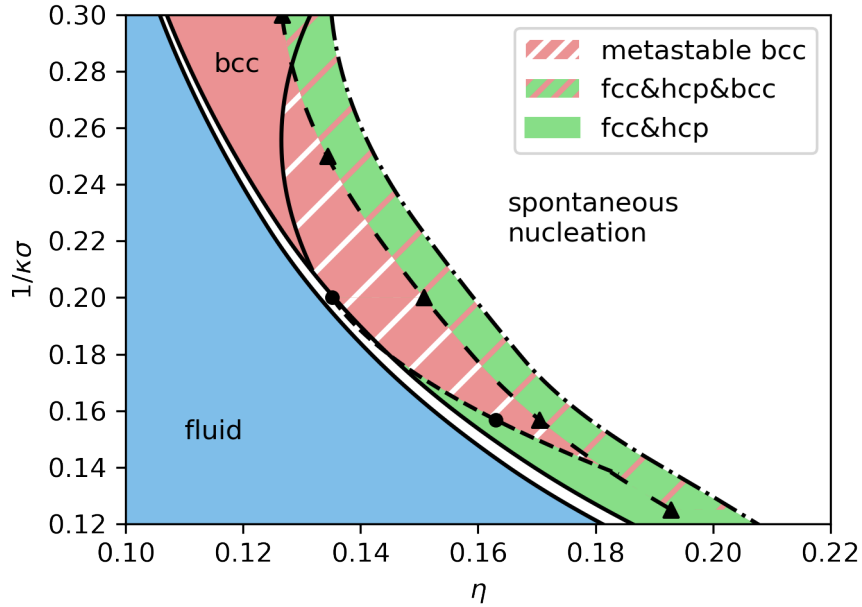 0.30
0.28
0.26
0.24
0.22
0.20
0.18
0.16
0.14
0.12
1/κσ
bcc
fluid
metastable bcc
fcc&hcp&bcc
fcc&hcp
spontaneous
nucleation
0.10
0.12
0.14
0.16
0.18
0.20
0.22
η